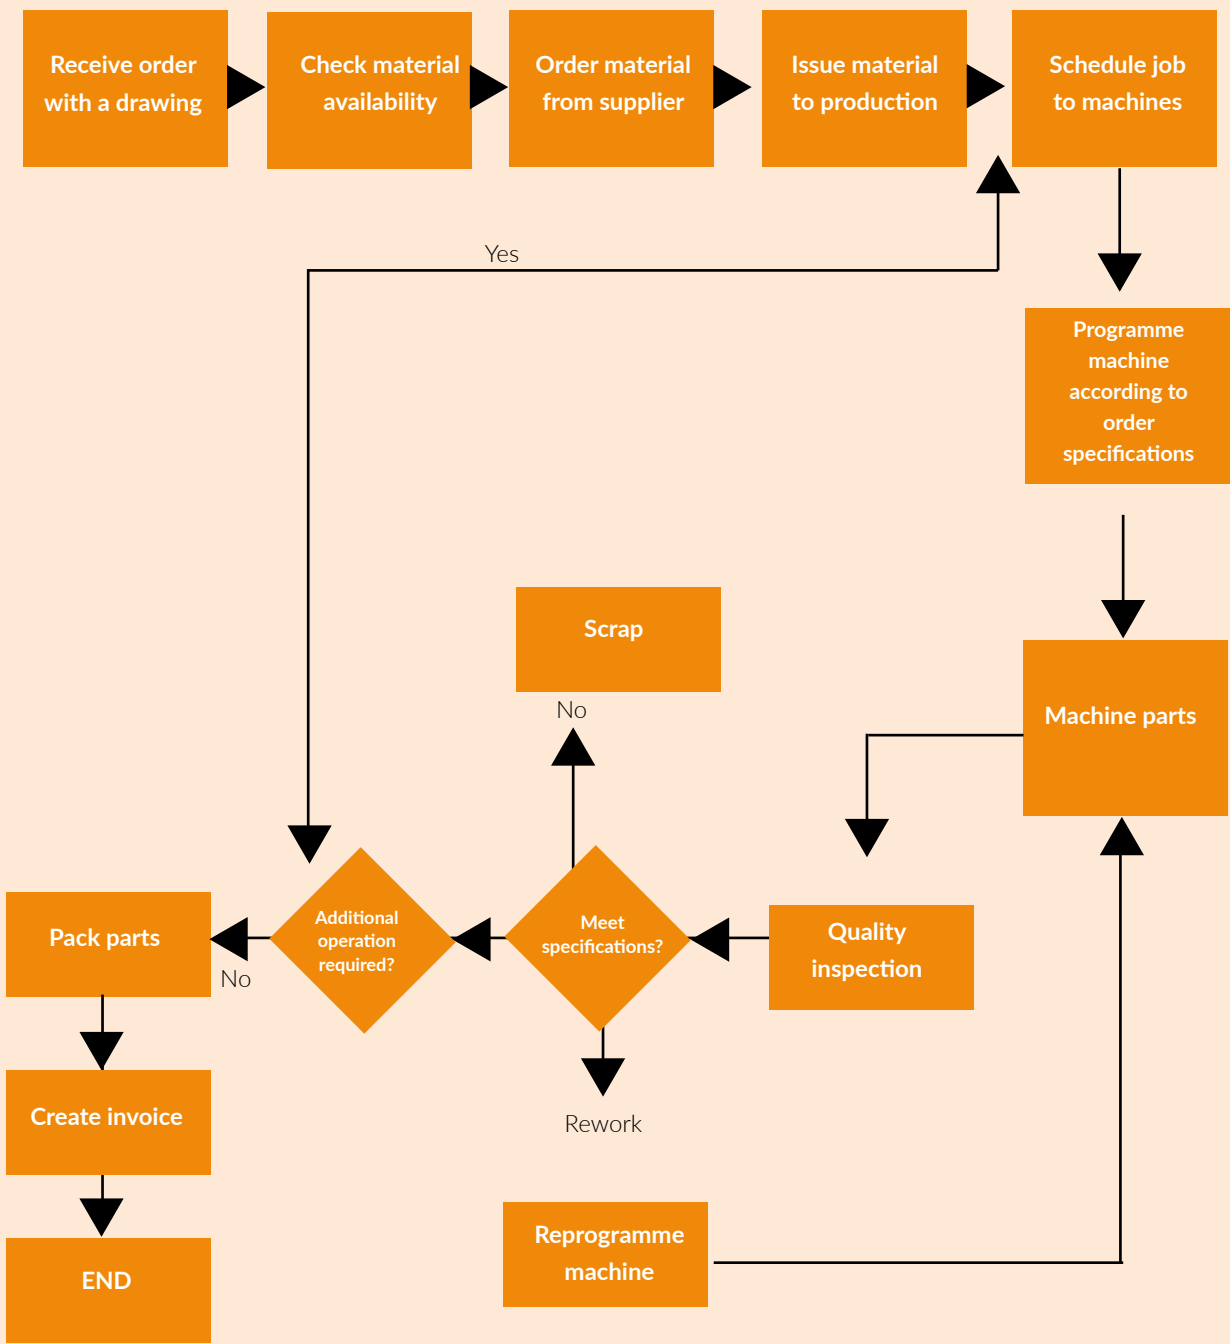 Receive order
with a drawing
Check material
availability
Order material
from supplier
Issue material
to production
Schedule job
to machines
Yes
Programme
machine
according to
order
specifications
Scrap
No
Machine parts
Pack parts
No
Additional
operation
required?
Meet
specifications?
Quality
inspection
Create invoice
Rework
END
Reprogramme
machine